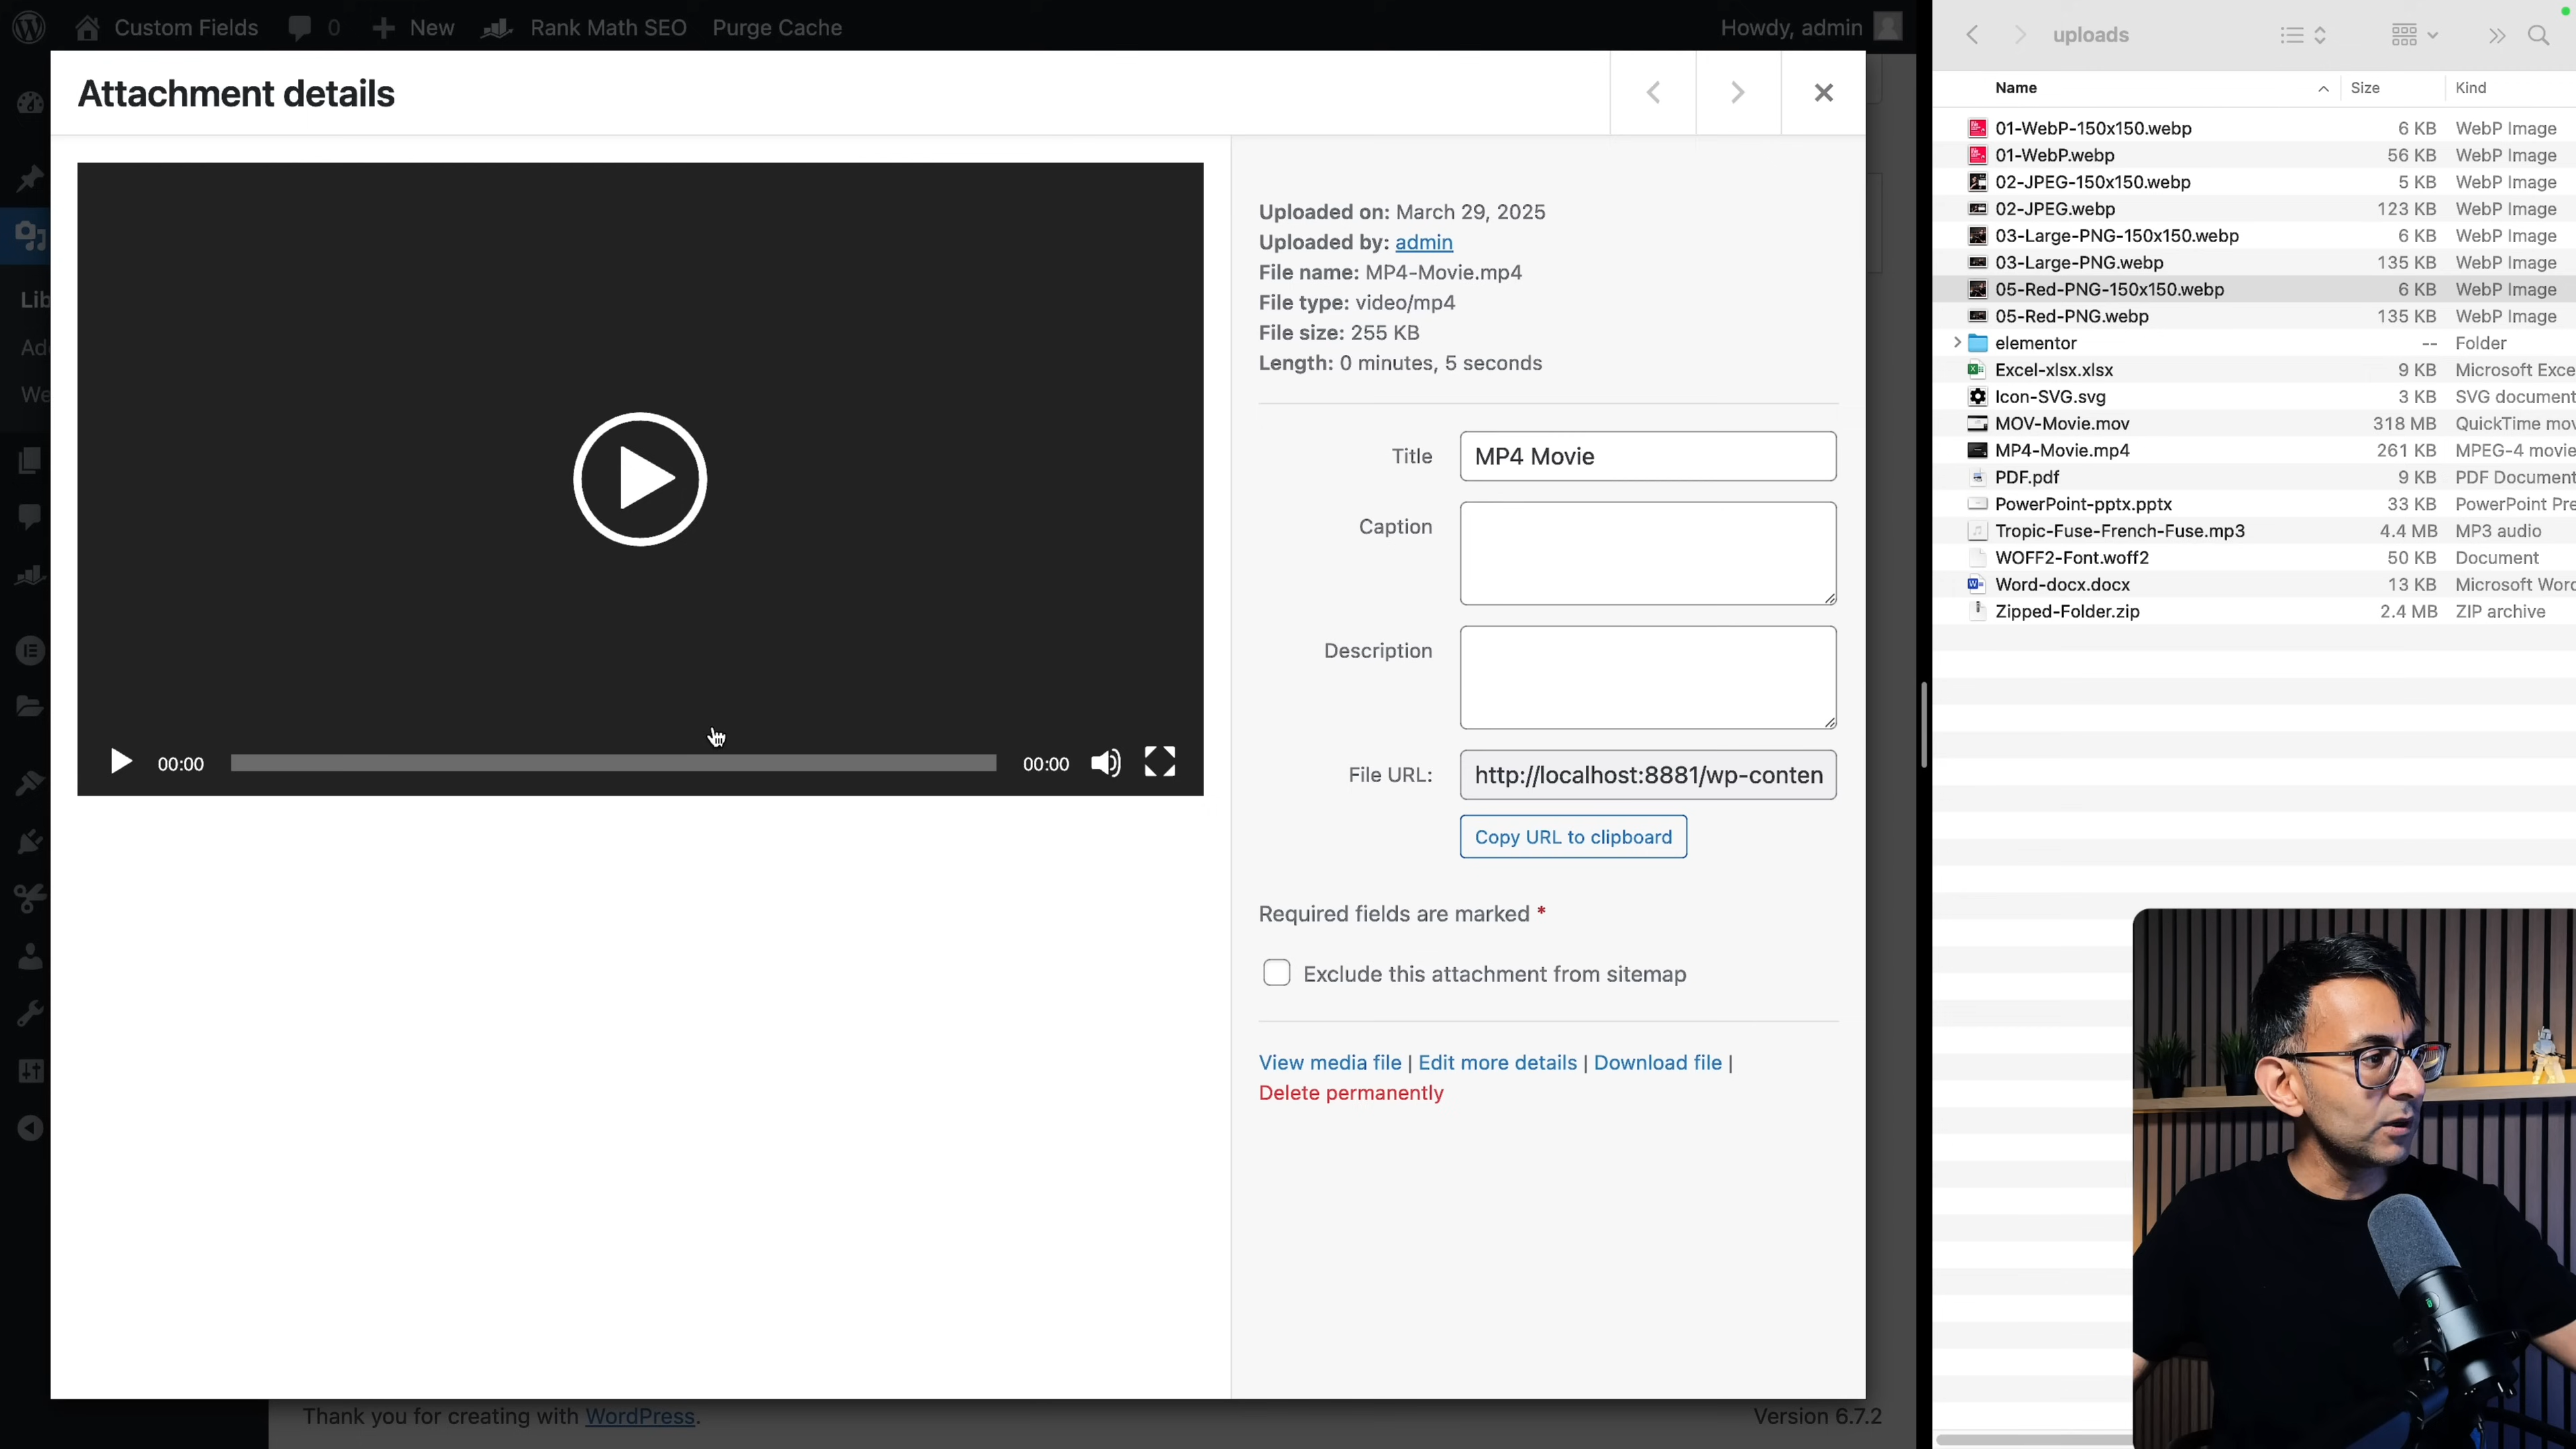 Custom Fields 0 New Rank Math SEO Purge Cache Howdy, admin
Attachment details
Lib
We
Uploaded on: March 29, 2025
Uploaded by: admin
File name: MP4-Movie.mp4
File type: video/mp4
File size: 255 KB
Length: 0 minutes, 5 seconds
Title MP4 Movie
Caption
Description
File URL: http://localhost:8881/wp-conten
Copy URL to clipboard
00:00 00:00
Required fields are marked *
Exclude this attachment from sitemap
View media file | Edit more details | Download file |
Delete permanently
Thank you for creating with WordPress. Version 6.7.2
uploads
Name Size Kind
01-WebP-150x150.webp 6 KB WebP Image
01-WebP.webp 56 KB WebP Image
02-JPEG-150x150.webp 5 KB WebP Image
02-JPEG.webp 123 KB WebP Image
03-Large-PNG-150x150.webp 6 KB WebP Image
03-Large-PNG.webp 135 KB WebP Image
05-Red-PNG-150x150.webp 6 KB WebP Image
05-Red-PNG.webp 135 KB WebP Image
elementor -- Folder
Excel-xlsx.xlsx 9 KB Microsoft Exce
Icon-SVG.svg 3 KB SVG document
MOV-Movie.mov 318 MB QuickTime mov
MP4-Movie.mp4 261 KB MPEG-4 movie
PDF.pdf 9 KB PDF Document
PowerPoint-pptx.pptx 33 KB PowerPoint Pre
Tropic-Fuse-French-Fuse.mp3 4.4 MB MP3 audio
WOFF2-Font.woff2 50 KB Document
Word-docx.docx 13 KB Microsoft Word
Zipped-Folder.zip 2.4 MB ZIP archive